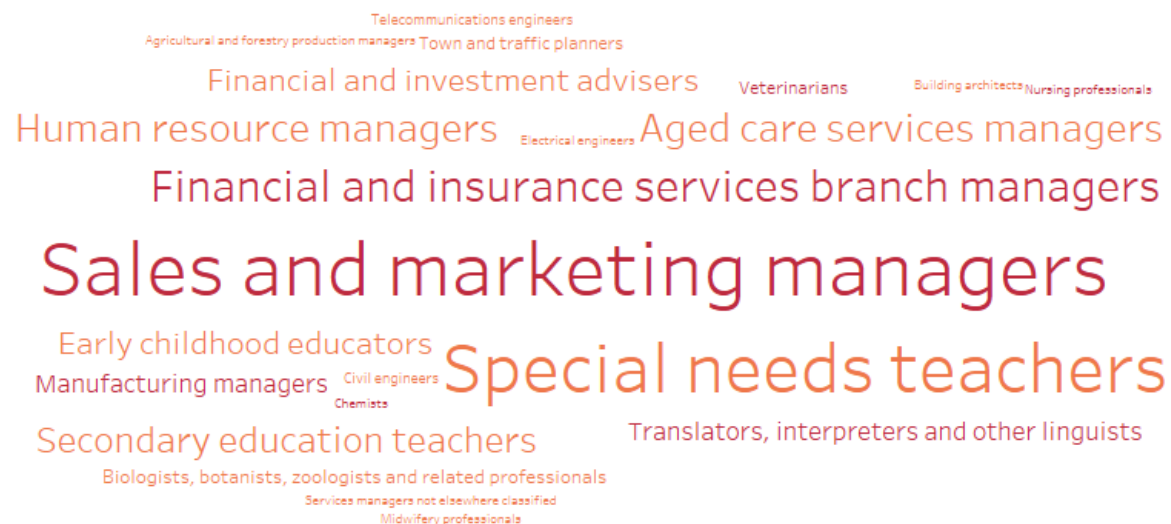 Telecommunications engineers
Agricultural and forestry production managers Town and traffic planners
Financial and investment advisers Veterinarians Building architects Nursing professionals
Human resource managers Electrical engineers Aged care services managers
Financial and insurance services branch managers
Sales and marketing managers
Early childhood educators
Special needs teachers
Manufacturing managers Civil engineers
Chemists
Secondary education teachers Translators, interpreters and other linguists
Biologists, botanists, zoologists and related professionals
Services managers not elsewhere classified
Midwifery professionals